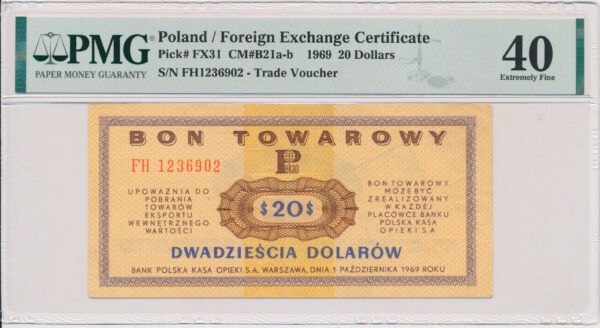 PMG
PAPER MONEY GUARANTY
Poland / Foreign Exchange Certificate
Pick# FX31 CM#B21a-b 1969 20 Dollars
S/N FH1236902 - Trade Voucher
40
Extremely Fine
BON TOWAROWY
FH 1236902
Pekao
UPOWAŻNIA DO
POBRANIA
TOWARÓW
EKSPORTU
WEWNĘTRZNEGO
WARTOŚCI
$20$
BON TOWAROWY
MOŻE BYĆ
ZREALIZOWANY
W KAŻDEJ
PLACÓWCE BANKU
POLSKA KASA
OPIEKI S.A
DWADZIEŚCIA DOLARÓW
BANK POLSKA KASA OPIEKI S.A. WARSZAWA, DNIA 1 PAŹDZIERNIKA 1969 ROKU